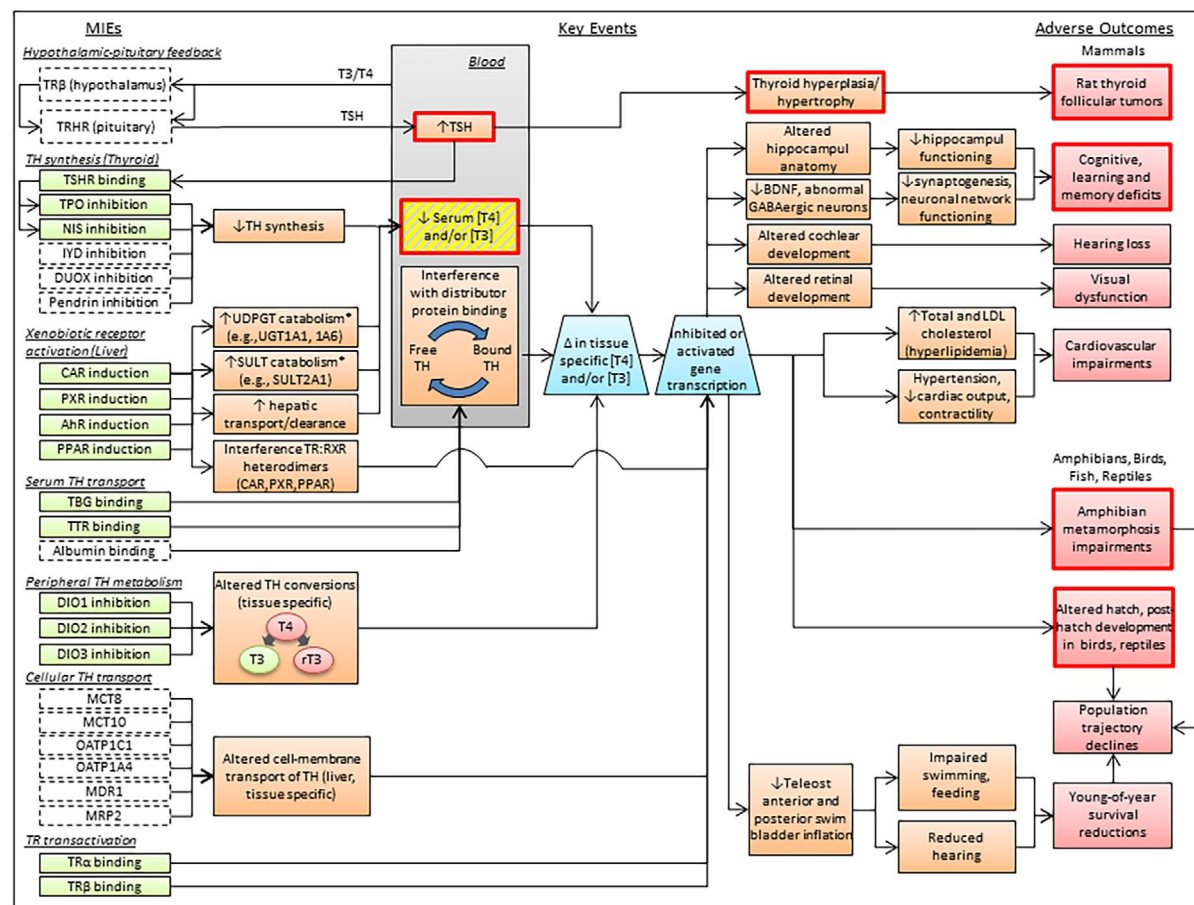 MIEs
Key Events
Adverse Outcomes
Hypothalamic-pituitary feedback
Blood
Mammals
TRβ (hypothalamus)
T3/T4
TRHR (pituitary)
TSH
↑TSH
Thyroid hyperplasia/
hypertrophy
Rat thyroid
follicular tumors
TH synthesis (Thyroid)
TSHR binding
TPO inhibition
NIS inhibition
IYD inhibition
DUOX inhibition
Pendrin inhibition
↓TH synthesis
↓ Serum [T4]
and/or [T3]
Altered
hippocampul
anatomy
↓hippocampul
functioning
↓BDNF, abnormal
GABAergic neurons
↓synaptogenesis,
neuronal network
functioning
Cognitive,
learning and
memory deficits
Altered cochlear
development
Hearing loss
Altered retinal
development
Visual
dysfunction
Interference
with distributor
protein binding
Free
TH
Bound
TH
Xenobiotic receptor
activation (Liver)
CAR induction
PXR induction
AhR induction
PPAR induction
↑UDPGT catabolism*
(e.g., UGT1A1, 1A6)
↑SULT catabolism*
(e.g., SULT2A1)
↑ hepatic
transport/clearance
Interference TR:RXR
heterodimers
(CAR,PXR,PPAR)
Δ in tissue
specific [T4]
and/or [T3]
Inhibited or
activated
gene
transcription
↑Total and LDL
cholesterol
(hyperlipidemia)
Hypertension,
↓cardiac output,
contractility
Cardiovascular
impairments
Serum TH transport
TBG binding
TTR binding
Albumin binding
Amphibians, Birds,
Fish, Reptiles
Amphibian
metamorphosis
impairments
Peripheral TH metabolism
DIO1 inhibition
DIO2 inhibition
DIO3 inhibition
Altered TH conversions
(tissue specific)
T4
T3
rT3
Altered hatch, post-
hatch development
in birds, reptiles
Cellular TH transport
MCT8
MCT10
OATP1C1
OATP1A4
MDR1
MRP2
Altered cell-membrane
transport of TH (liver,
tissue specific)
Population
trajectory
declines
↓Teleost
anterior and
posterior swim
bladder inflation
Impaired
swimming,
feeding
Reduced
hearing
Young-of-year
survival
reductions
TR transactivation
TRα binding
TRβ binding